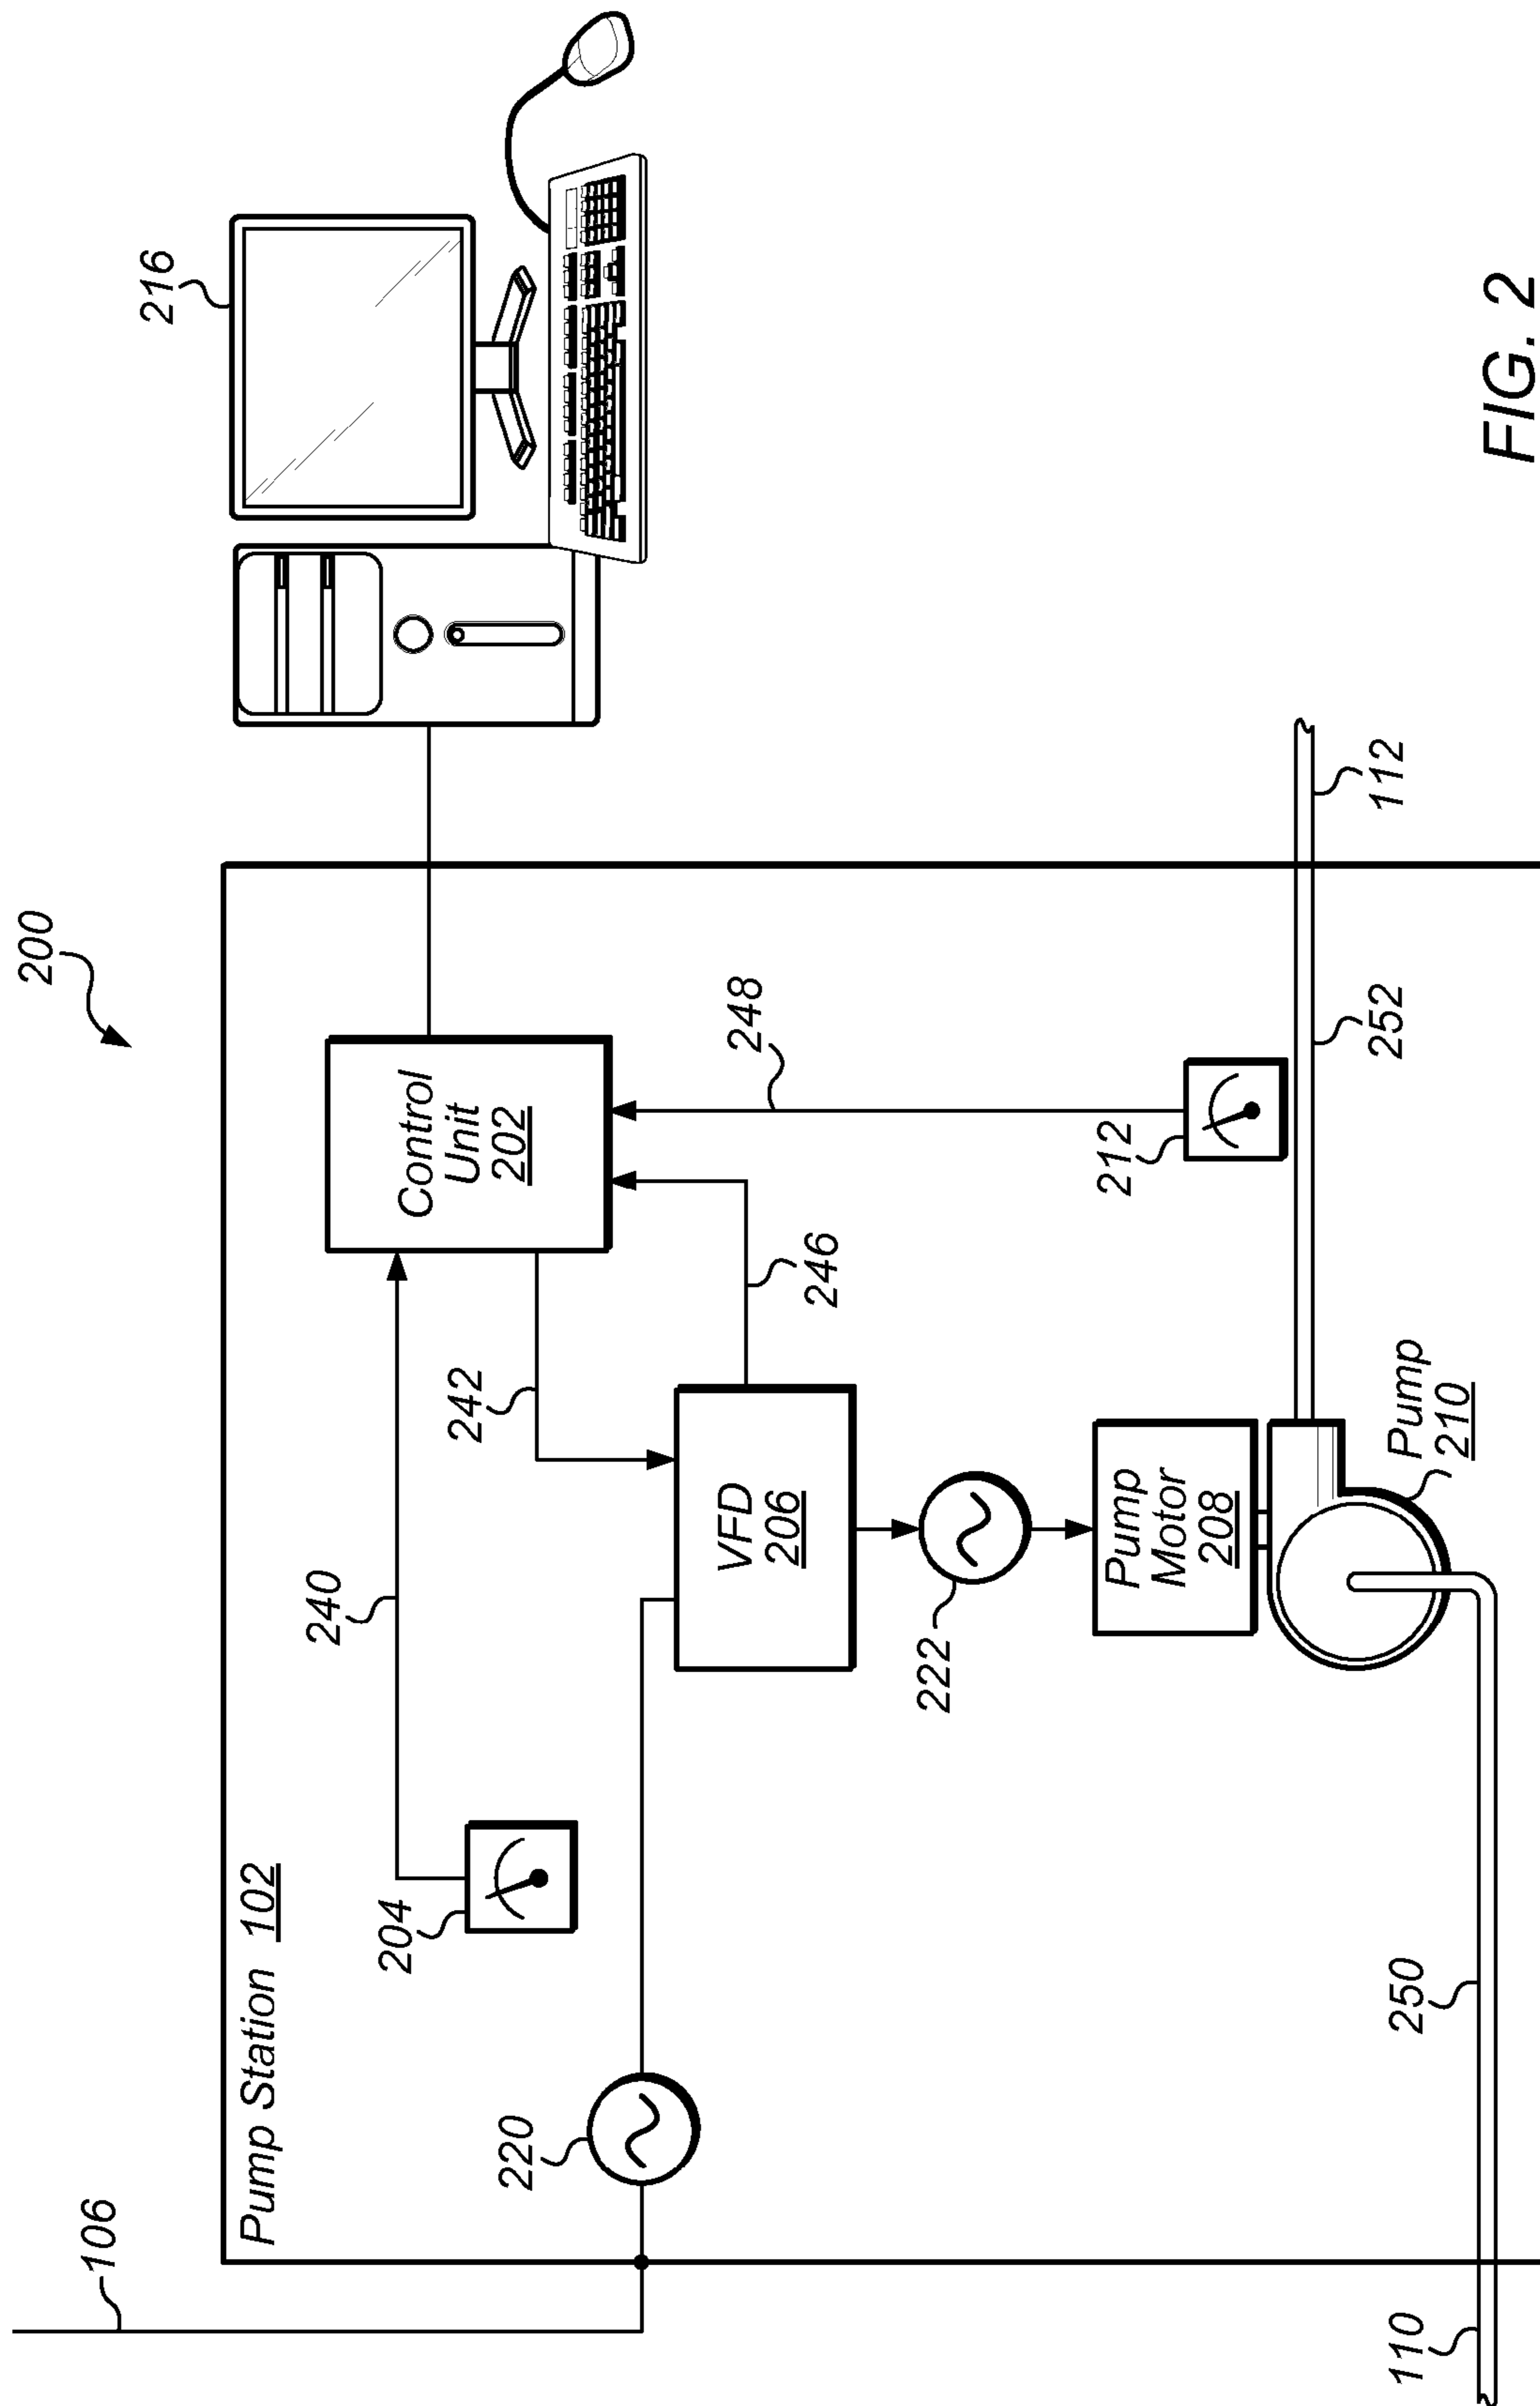 200
106
Pump Station 102
216
240
204
Control
Unit
202
242
220
VFD
206
246
248
222
Pump
Motor
208
212
Pump
210
250
252
110
112
FIG. 2